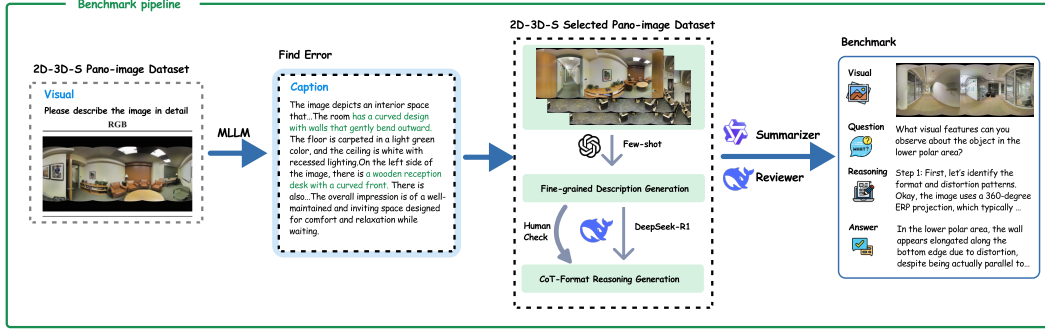 Benchmark pipeline
2D-3D-S Pano-image Dataset
Visual
Please describe the image in detail
RGB
MLLM
Find Error
Caption
The image depicts an interior space
that...The room has a curved design
with walls that gently bend outward.
The floor is carpeted in a light green
color, and the ceiling is white with
recessed lighting.On the left side of
the image, there is a wooden reception
desk with a curved front. There is
also...The overall impression is of a well-
maintained and inviting space designed
for comfort and relaxation while
waiting.
2D-3D-S Selected Pano-image Dataset
Few-shot
Fine-grained Description Generation
Human
Check
DeepSeek-R1
CoT-Format Reasoning Generation
Summarizer
Reviewer
Benchmark
Visual
Question
What visual features can you
observe about the object in the
lower polar area?
Reasoning
Step 1: First, let's identify the
format and distortion patterns.
Okay, the image uses a 360-degree
ERP projection, which typically ...
Answer
In the lower polar area, the wall
appears elongated along the
bottom edge due to distortion,
despite being actually parallel to...